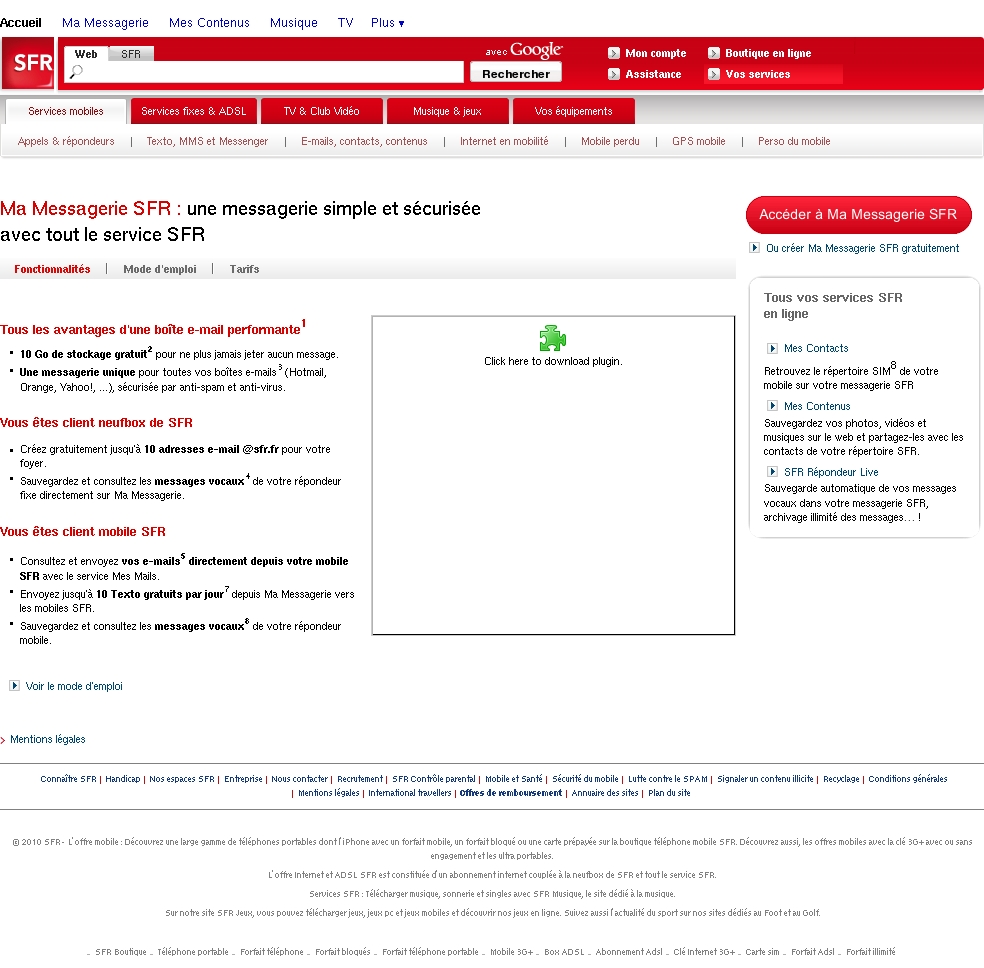 Accueil Ma Messagerie Mes Contenus Musique TV Plus ▾
SFR
Web SFR
avec Google
Rechercher
Mon compte Boutique en ligne
Assistance Vos services
Services mobiles Services fixes & ADSL TV & Club Vidéo Musique & jeux Vos équipements
Appels & répondeurs | Texto, MMS et Messenger | E-mails, contacts, contenus | Internet en mobilité | Mobile perdu | GPS mobile | Perso du mobile
Ma Messagerie SFR : une messagerie simple et sécurisée
avec tout le service SFR
Fonctionnalités | Mode d'emploi | Tarifs
Tous les avantages d'une boîte e-mail performante1
• 10 Go de stockage gratuit2 pour ne plus jamais jeter aucun message.
• Une messagerie unique pour toutes vos boîtes e-mails3 (Hotmail,
Orange, Yahoo!, ...), sécurisée par anti-spam et anti-virus.
Vous êtes client neufbox de SFR
• Créez gratuitement jusqu'à 10 adresses e-mail @sfr.fr pour votre
foyer.
• Sauvegardez et consultez les messages vocaux4 de votre répondeur
fixe directement sur Ma Messagerie.
Vous êtes client mobile SFR
• Consultez et envoyez vos e-mails5 directement depuis votre mobile
SFR avec le service Mes Mails.
• Envoyez jusqu'à 10 Texto gratuits par jour7 depuis Ma Messagerie vers
les mobiles SFR.
• Sauvegardez et consultez les messages vocaux6 de votre répondeur
mobile.
Voir le mode d'emploi
Click here to download plugin.
Accéder à Ma Messagerie SFR
Ou créer Ma Messagerie SFR gratuitement
Tous vos services SFR
en ligne
Mes Contacts
Retrouvez le répertoire SIM8 de votre
mobile sur votre messagerie SFR
Mes Contenus
Sauvegardez vos photos, vidéos et
musiques sur le web et partagez-les avec les
contacts de votre répertoire SFR.
SFR Répondeur Live
Sauvegarde automatique de vos messages
vocaux dans votre messagerie SFR,
archivage illimité des messages... !
Mentions légales
Connaître SFR | Handicap | Nos espaces SFR | Entreprise | Nous contacter | Recrutement | SFR Contrôle parental | Mobile et Santé | Sécurité du mobile | Lutte contre le SPAM | Signaler un contenu illicite | Recyclage | Conditions générales
| Mentions légales | International travellers | Offres de remboursement | Annuaire des sites | Plan du site
© 2010 SFR - L'offre mobile : Découvrez une large gamme de téléphones portables dont l'iPhone avec un forfait mobile, un forfait bloqué ou une carte prépayée sur la boutique téléphone mobile SFR. Découvrez aussi, les offres mobiles avec la clé 3G+ avec ou sans
engagement et les ultra portables.
L'offre Internet et ADSL SFR est constituée d'un abonnement internet couplée à la neufbox de SFR et tout le service SFR.
Services SFR : Télécharger musique, sonnerie et singles avec SFR Musique, le site dédié à la musique.
Sur notre site SFR Jeux, vous pouvez télécharger jeux, jeux pc et jeux mobiles et découvrir nos jeux en ligne. Suivez aussi l'actualité du sport sur nos sites dédiés au Foot et au Golf.
.. SFR Boutique .. Téléphone portable .. Forfait téléphone .. Forfait bloqués .. Forfait téléphone portable .. Mobile 3G+ .. Box ADSL .. Abonnement Adsl .. Clé Internet 3G+ .. Carte sim .. Forfait Adsl .. Forfait illimité